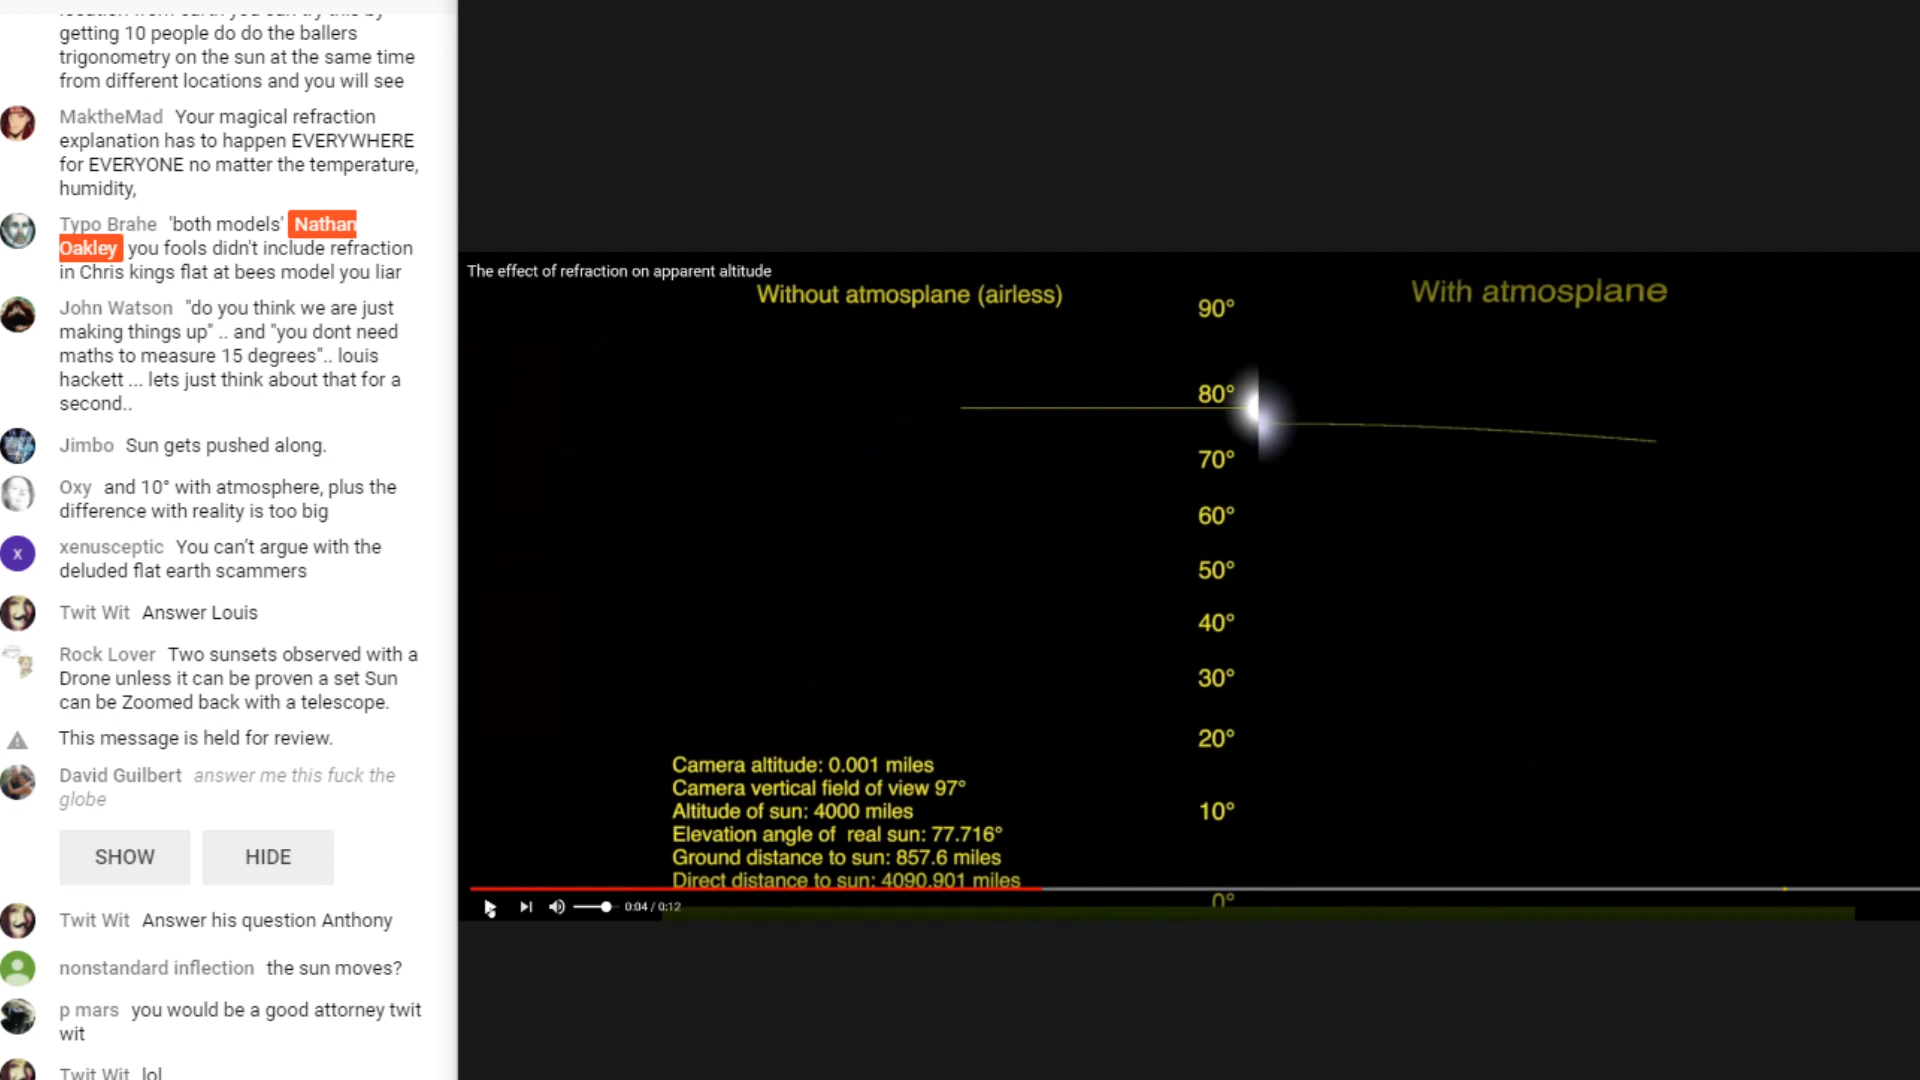 location from earth you can try this by
getting 10 people do do the ballers
trigonometry on the sun at the same time
from different locations and you will see
MaktheMad Your magical refraction
explanation has to happen EVERYWHERE
for EVERYONE no matter the temperature,
humidity,
Typo Brahe 'both models' Nathan
Oakley you fools didn't include refraction
in Chris kings flat at bees model you liar
John Watson "do you think we are just
making things up" .. and "you dont need
maths to measure 15 degrees".. louis
hackett ... lets just think about that for a
second..
Jimbo Sun gets pushed along.
Oxy and 10° with atmosphere, plus the
difference with reality is too big
X
xenusceptic You can’t argue with the
deluded flat earth scammers
Twit Wit Answer Louis
Rock Lover Two sunsets observed with a
Drone unless it can be proven a set Sun
can be Zoomed back with a telescope.
This message is held for review.
David Guilbert answer me this fuck the
globe
SHOW HIDE
Twit Wit Answer his question Anthony
nonstandard inflection the sun moves?
p mars you would be a good attorney twit
wit
Twit Wit lol
The effect of refraction on apparent altitude
Without atmosplane (airless)
With atmosplane
90°
80°
70°
60°
50°
40°
30°
20°
10°
0°
Camera altitude: 0.001 miles
Camera vertical field of view 97°
Altitude of sun: 4000 miles
Elevation angle of real sun: 77.716°
Ground distance to sun: 857.6 miles
Direct distance to sun: 4090.901 miles
0:04 / 0:12